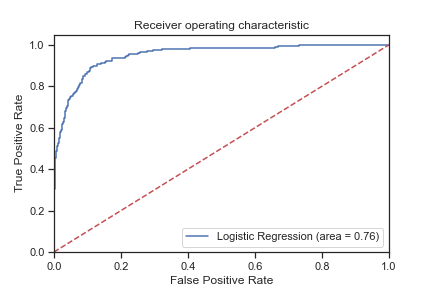 Receiver operating characteristic
True Positive Rate
1.0
0.8
0.6
0.4
0.2
0.0
Logistic Regression (area = 0.76)
0.0 0.2 0.4 0.6 0.8 1.0
False Positive Rate